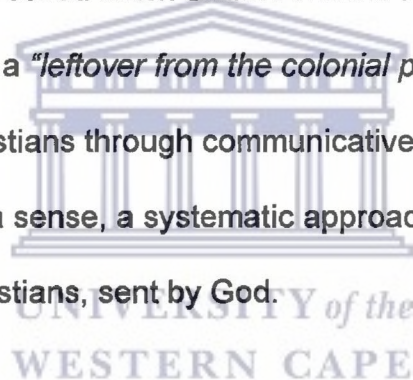 a "leftover from the colonial p
stians through communicative
a sense, a systematic approac
stians, sent by God.
UNIVERSITY of the
WESTERN CAPE